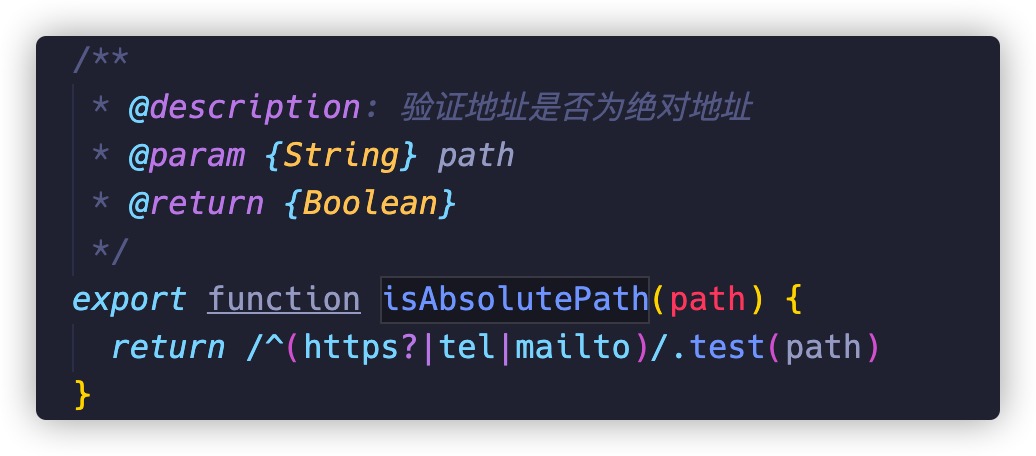 /**
 * @description: 验证地址是否为绝对地址
 * @param {String} path
 * @return {Boolean}
 */
export function isAbsolutePath(path) {
  return /^(https?|tel|mailto)/.test(path)
}